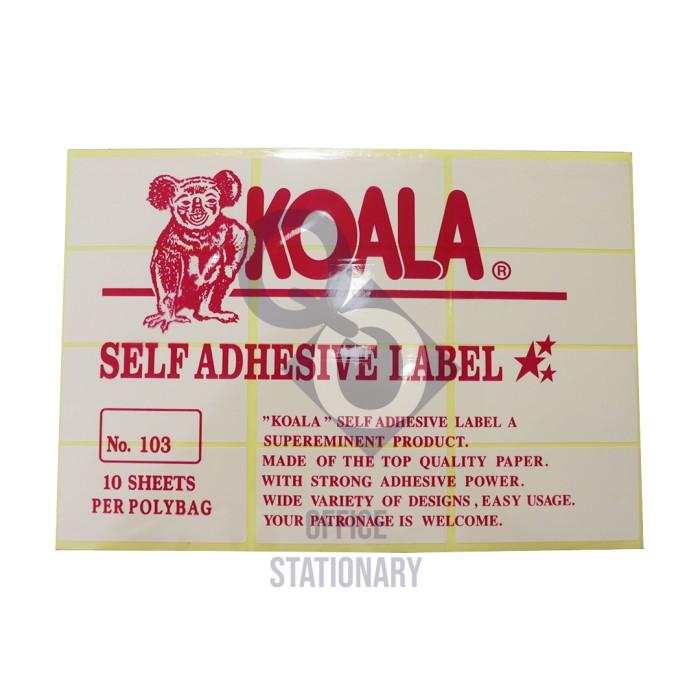 KOALA ®
SELF ADHESIVE LABEL
No. 103
10 SHEETS
PER POLYBAG
"KOALA" SELF ADHESIVE LABEL A
SUPEREMINENT PRODUCT.
MADE OF THE TOP QUALITY PAPER.
WITH STRONG ADHESIVE POWER.
WIDE VARIETY OF DESIGNS , EASY USAGE.
YOUR PATRONAGE IS WELCOME.
OFFICE
STATIONARY